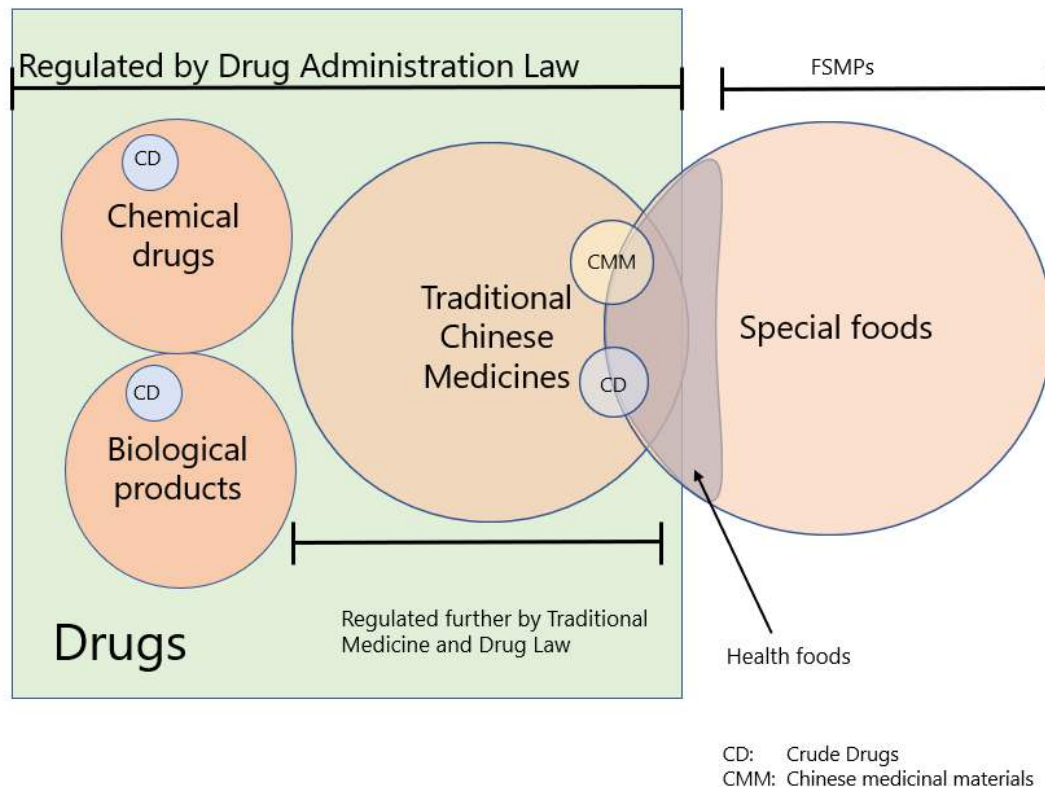 Regulated by Drug Administration Law
FSMPs
CD
Chemical
drugs
CMM
Traditional
Chinese
Medicines
Special foods
CD
CD
Biological
products
Regulated further by Traditional
Medicine and Drug Law
Drugs
Health foods
CD: Crude Drugs
CMM: Chinese medicinal materials